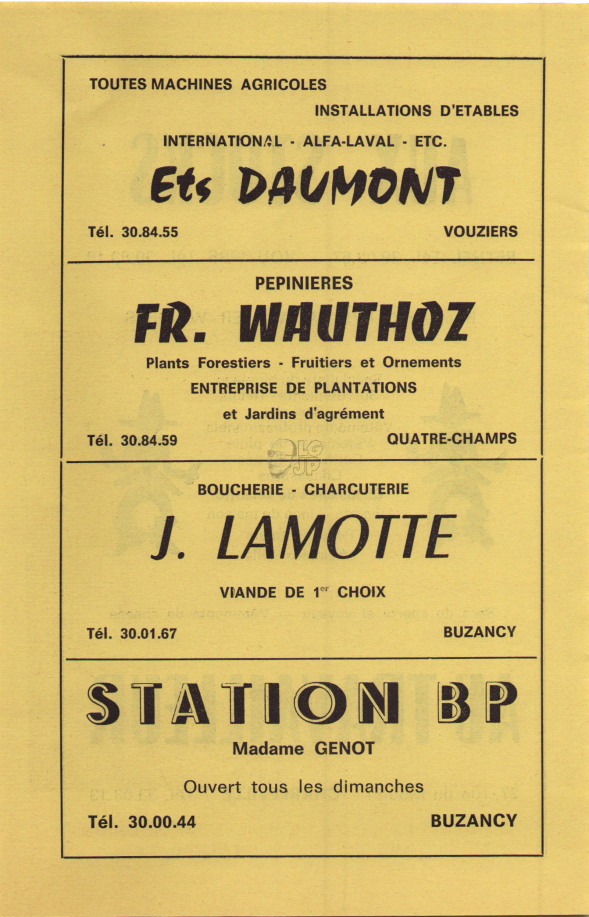 TOUTES MACHINES AGRICOLES
INSTALLATIONS D'ETABLES
INTERNATIONAL - ALFA-LAVAL - ETC.
Ets DAUMONT
Tél. 30.84.55 VOUZIERS
PEPINIERES
FR. WAUTHOZ
Plants Forestiers - Fruitiers et Ornements
ENTREPRISE DE PLANTATIONS
et Jardins d'agrément
Tél. 30.84.59 QUATRE-CHAMPS
LG
JP
BOUCHERIE - CHARCUTERIE
J. LAMOTTE
VIANDE DE 1er CHOIX
Tél. 30.01.67 BUZANCY
STATION BP
Madame GENOT
Ouvert tous les dimanches
Tél. 30.00.44 BUZANCY